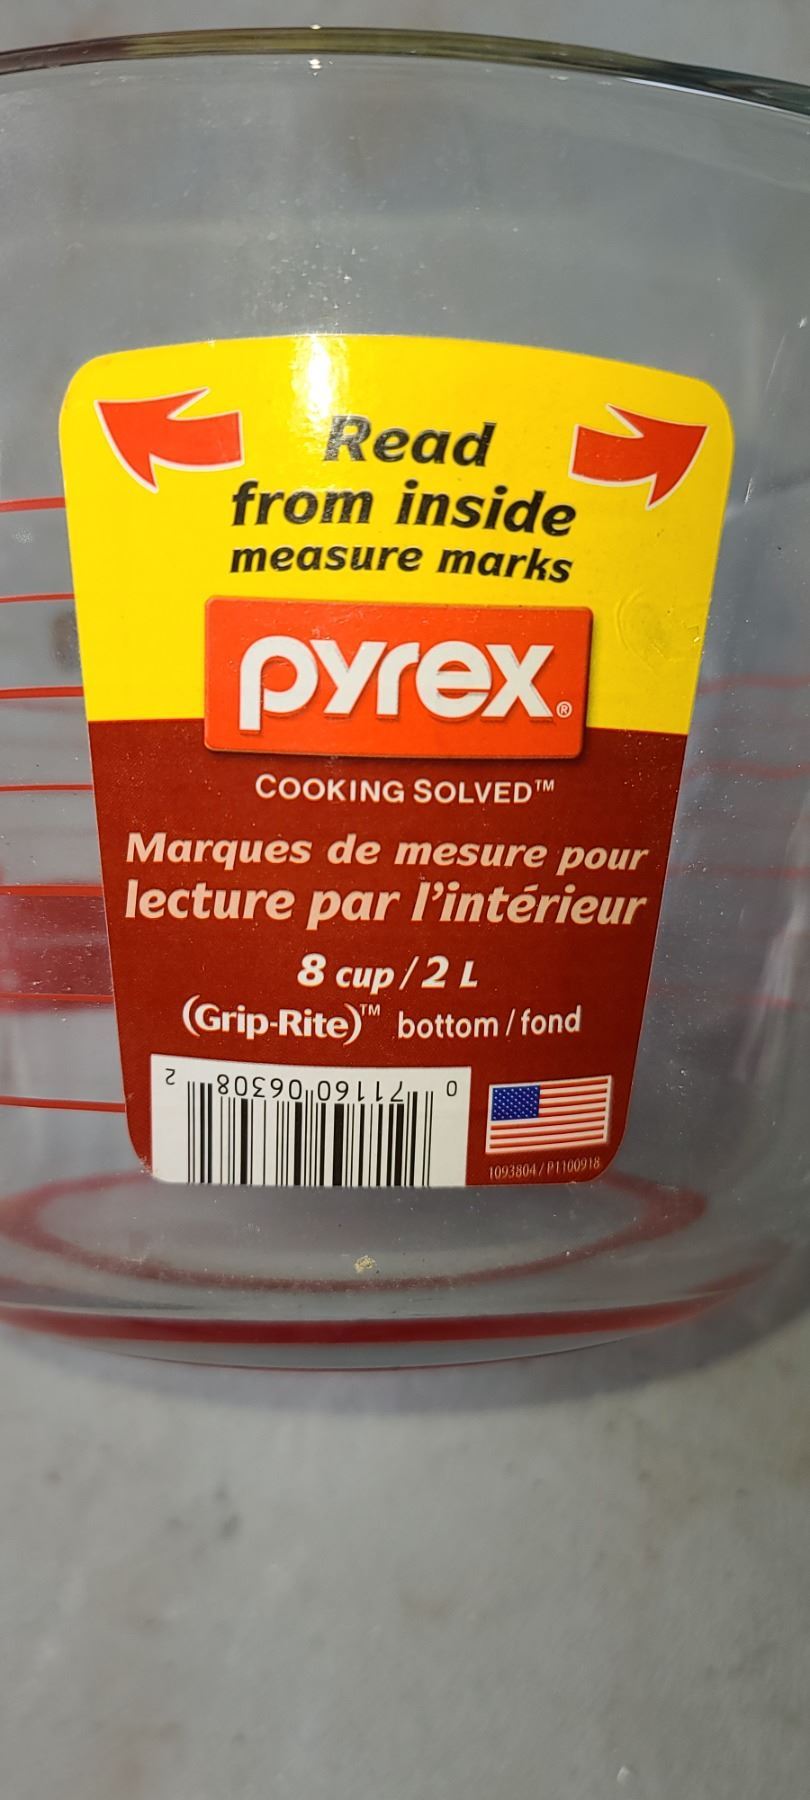 Read
from inside
measure marks
pyrex®
COOKING SOLVED™
Marques de mesure pour
lecture par l'intérieur
8 cup / 2 L
(Grip-Rite)™ bottom / fond
0 71160 06308 2
1093804 / P1100918